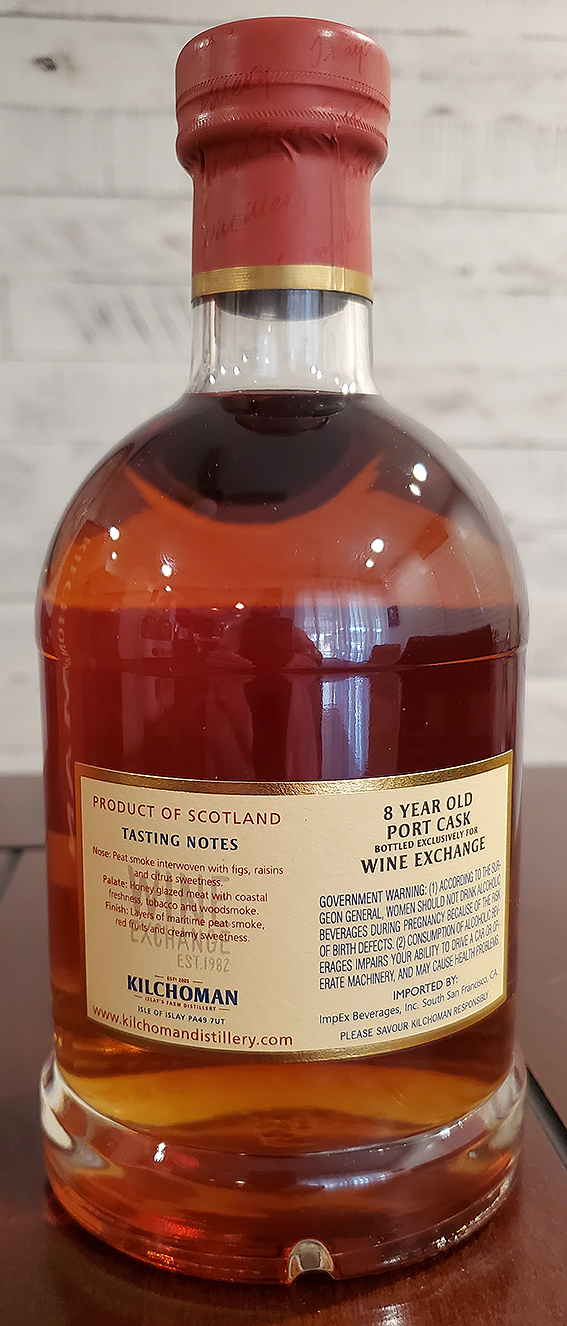 PRODUCT OF SCOTLAND
TASTING NOTES
Nose: Peat smoke interwoven with figs, raisins
and citrus sweetness.
Palate: Honey glazed meat with coastal
freshness, tobacco and woodsmoke.
Finish: Layers of maritime peat smoke,
red fruits and creamy sweetness.
WINE
EXCHANGE
EST.1982
ESTD 2005
KILCHOMAN
ISLAY'S FARM DISTILLERY
ISLE OF ISLAY PA49 7UT
www.kilchomandistillery.com
8 YEAR OLD
PORT CASK
BOTTLED EXCLUSIVELY FOR
WINE EXCHANGE
GOVERNMENT WARNING: (1) ACCORDING TO THE SUR-
GEON GENERAL, WOMEN SHOULD NOT DRINK ALCOHOLIC
BEVERAGES DURING PREGNANCY BECAUSE OF THE RISK
OF BIRTH DEFECTS. (2) CONSUMPTION OF ALCOHOLIC BEV-
ERAGES IMPAIRS YOUR ABILITY TO DRIVE A CAR OR OP-
ERATE MACHINERY, AND MAY CAUSE HEALTH PROBLEMS.
IMPORTED BY:
ImpEx Beverages, Inc. South San Francisco, CA.
PLEASE SAVOUR KILCHOMAN RESPONSIBLY